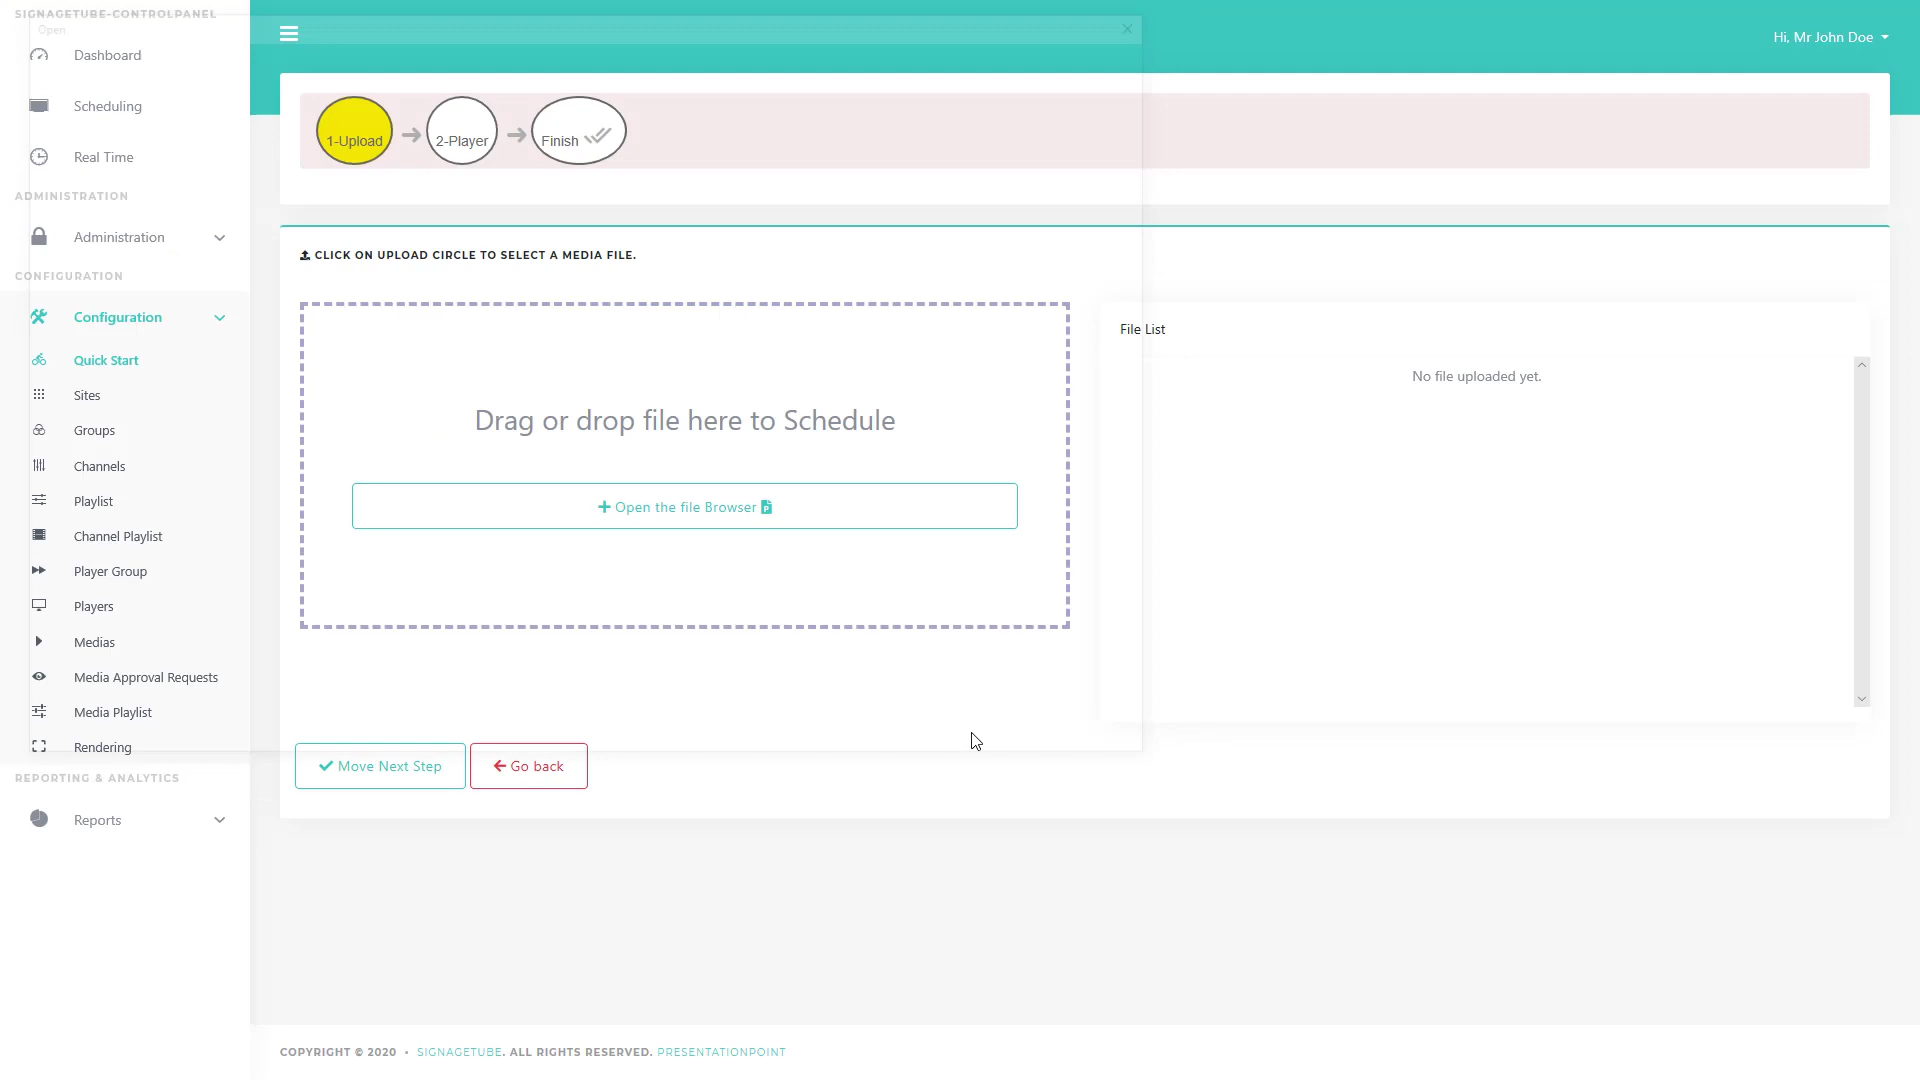 SIGNAGETUBE-CONTROLPANEL
Open
Dashboard
Scheduling
Real Time
ADMINISTRATION
Administration
CONFIGURATION
Configuration
Quick Start
Sites
Groups
Channels
Playlist
Channel Playlist
Player Group
Players
Medias
Media Approval Requests
Media Playlist
Rendering
REPORTING & ANALYTICS
Reports
Hi, Mr John Doe
1-Upload
2-Player
Finish
CLICK ON UPLOAD CIRCLE TO SELECT A MEDIA FILE.
Drag or drop file here to Schedule
Open the file Browser
File List
No file uploaded yet.
Move Next Step
Go back
COPYRIGHT © 2020 • SIGNAGETUBE. ALL RIGHTS RESERVED. PRESENTATIONPOINT